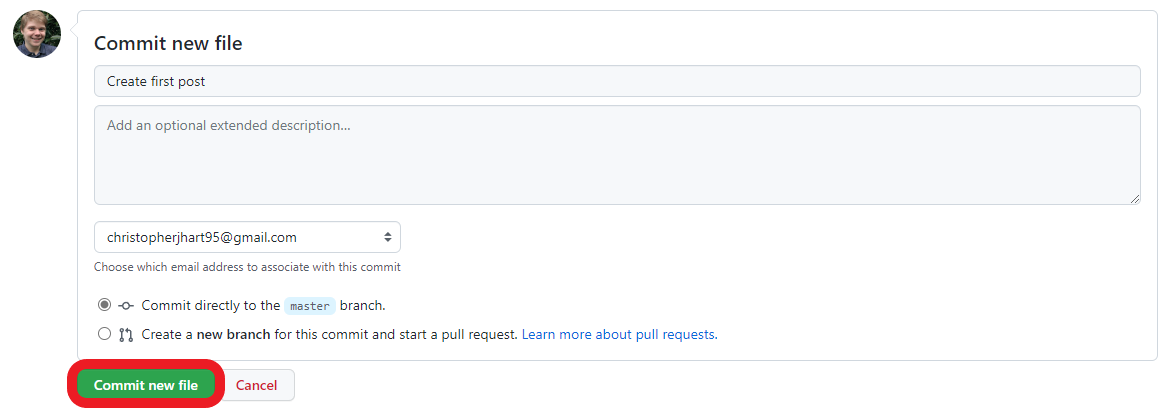 Commit new file
Create first post
Add an optional extended description...
christopherjhart95@gmail.com
Choose which email address to associate with this commit
Commit directly to the master branch.
Create a new branch for this commit and start a pull request. Learn more about pull requests.
Commit new file Cancel